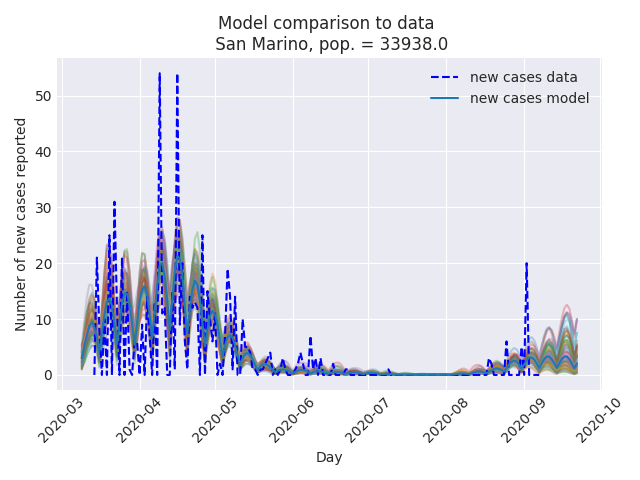 Model comparison to data
San Marino, pop. = 33938.0
new cases data
new cases model
Number of new cases reported
50
40
30
20
10
0
2020-03
2020-04
2020-05
2020-06
2020-07
2020-08
2020-09
2020-10
Day